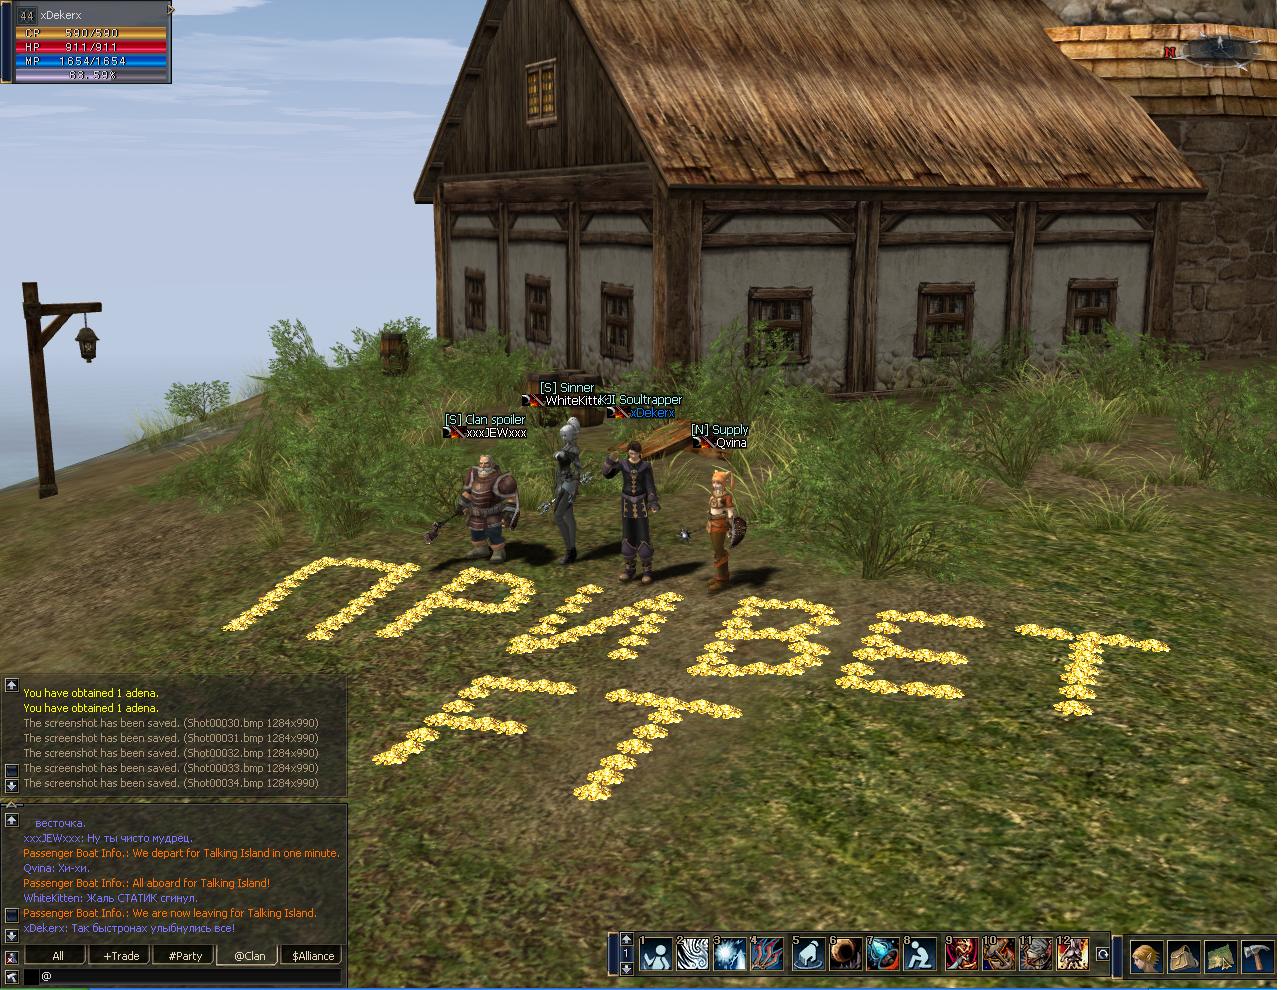 44 xDekerx
CP 590/590
HP 911/911
MP 1654/1654
63.59%
N
[S] Sinner
WhiteKitte
Soultrapper
xDekerx
[S] Clan spoiler
xxxJEWxxx
[N] Supply
Qvina
ПРИВЕТ
FT
You have obtained 1 adena.
You have obtained 1 adena.
The screenshot has been saved. (Shot00030.bmp 1284x990)
The screenshot has been saved. (Shot00031.bmp 1284x990)
The screenshot has been saved. (Shot00032.bmp 1284x990)
The screenshot has been saved. (Shot00033.bmp 1284x990)
The screenshot has been saved. (Shot00034.bmp 1284x990)
весточка.
xxxJEWxxx: Ну ты чисто мудрец.
Passenger Boat Info.: We depart for Talking Island in one minute.
Qvina: Хи-хи.
Passenger Boat Info.: All aboard for Talking Island!
WhiteKitten: Жаль СТАТИК сгинул.
Passenger Boat Info.: We are now leaving for Talking Island.
xDekerx: Так быстронах улыбнулись все!
All +Trade #Party @Clan $Alliance
@
1 1 2 3 4 5 6 7 8 9 10 11 12